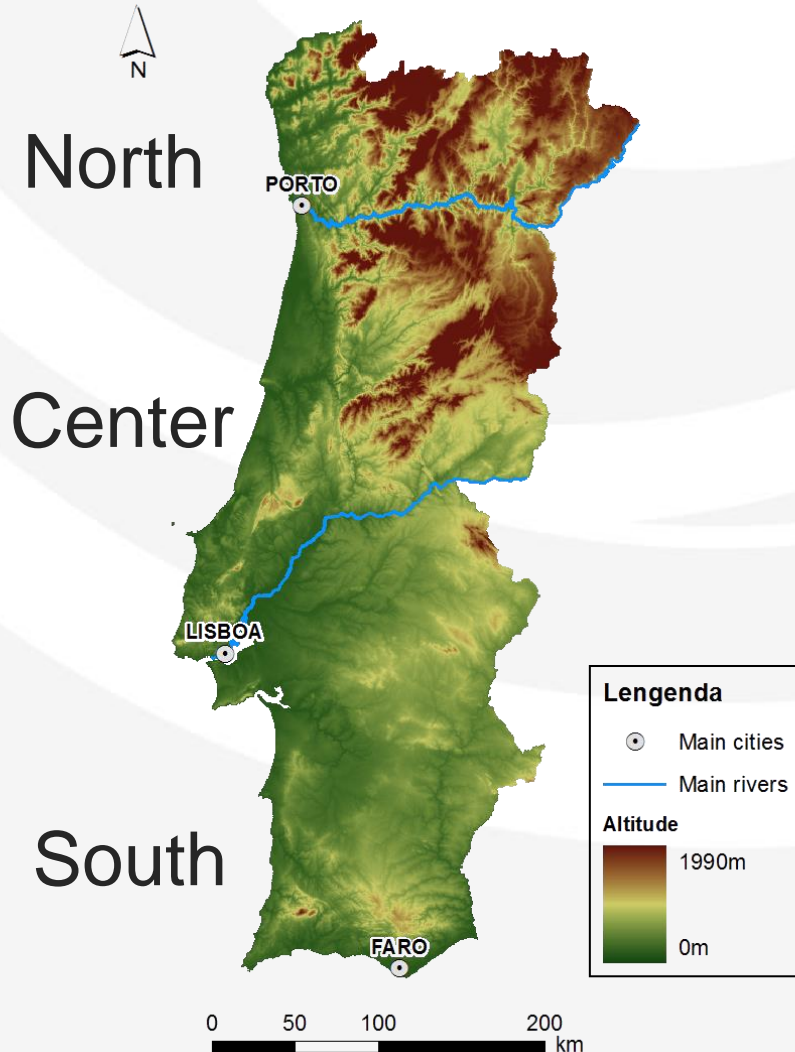 N
North
PORTO
Center
LISBOA
Lengenda
Main cities
Main rivers
Altitude
1990m
0m
South
FARO
0 50 100 200
km